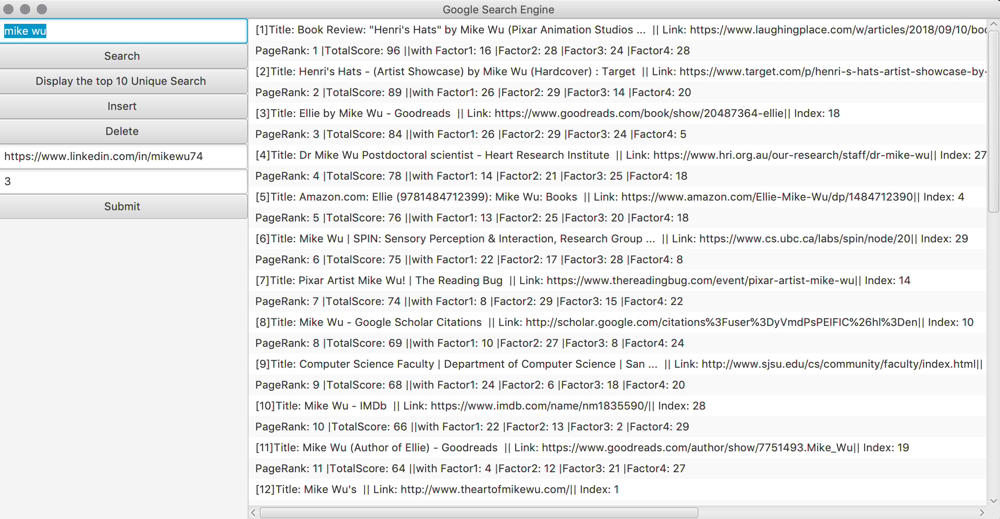 Google Search Engine
mike wu
Search
Display the top 10 Unique Search
Insert
Delete
https://www.linkedin.com/in/mikewu74
3
Submit
[1]Title: Book Review: "Henri's Hats" by Mike Wu (Pixar Animation Studios ...  || Link: https://www.laughingplace.com/w/articles/2018/09/10/boo
PageRank: 1 |TotalScore: 96 ||with Factor1: 16 |Factor2: 28 |Factor3: 24 |Factor4: 28
[2]Title: Henri's Hats - (Artist Showcase) by Mike Wu (Hardcover) : Target  || Link: https://www.target.com/p/henri-s-hats-artist-showcase-by-
PageRank: 2 |TotalScore: 89 ||with Factor1: 26 |Factor2: 29 |Factor3: 14 |Factor4: 20
[3]Title: Ellie by Mike Wu - Goodreads  || Link: https://www.goodreads.com/book/show/20487364-ellie|| Index: 18
PageRank: 3 |TotalScore: 84 ||with Factor1: 26 |Factor2: 29 |Factor3: 24 |Factor4: 5
[4]Title: Dr Mike Wu Postdoctoral scientist - Heart Research Institute  || Link: https://www.hri.org.au/our-research/staff/dr-mike-wu|| Index: 27
PageRank: 4 |TotalScore: 78 ||with Factor1: 14 |Factor2: 21 |Factor3: 25 |Factor4: 18
[5]Title: Amazon.com: Ellie (9781484712399): Mike Wu: Books  || Link: https://www.amazon.com/Ellie-Mike-Wu/dp/1484712390|| Index: 4
PageRank: 5 |TotalScore: 76 ||with Factor1: 13 |Factor2: 25 |Factor3: 20 |Factor4: 18
[6]Title: Mike Wu | SPIN: Sensory Perception & Interaction, Research Group ...  || Link: https://www.cs.ubc.ca/labs/spin/node/20|| Index: 29
PageRank: 6 |TotalScore: 75 ||with Factor1: 22 |Factor2: 17 |Factor3: 28 |Factor4: 8
[7]Title: Pixar Artist Mike Wu! | The Reading Bug  || Link: https://www.thereadingbug.com/event/pixar-artist-mike-wu|| Index: 14
PageRank: 7 |TotalScore: 74 ||with Factor1: 8 |Factor2: 29 |Factor3: 15 |Factor4: 22
[8]Title: Mike Wu - Google Scholar Citations  || Link: http://scholar.google.com/citations%3Fuser%3DyVmdPsPEIFIC%26hl%3Den|| Index: 10
PageRank: 8 |TotalScore: 69 ||with Factor1: 10 |Factor2: 27 |Factor3: 8 |Factor4: 24
[9]Title: Computer Science Faculty | Department of Computer Science | San ...  || Link: http://www.sjsu.edu/cs/community/faculty/index.html||
PageRank: 9 |TotalScore: 68 ||with Factor1: 24 |Factor2: 6 |Factor3: 18 |Factor4: 20
[10]Title: Mike Wu - IMDb  || Link: https://www.imdb.com/name/nm1835590/|| Index: 28
PageRank: 10 |TotalScore: 66 ||with Factor1: 22 |Factor2: 13 |Factor3: 2 |Factor4: 29
[11]Title: Mike Wu (Author of Ellie) - Goodreads  || Link: https://www.goodreads.com/author/show/7751493.Mike_Wu|| Index: 19
PageRank: 11 |TotalScore: 64 ||with Factor1: 4 |Factor2: 12 |Factor3: 21 |Factor4: 27
[12]Title: Mike Wu's  || Link: http://www.theartofmikewu.com/|| Index: 1